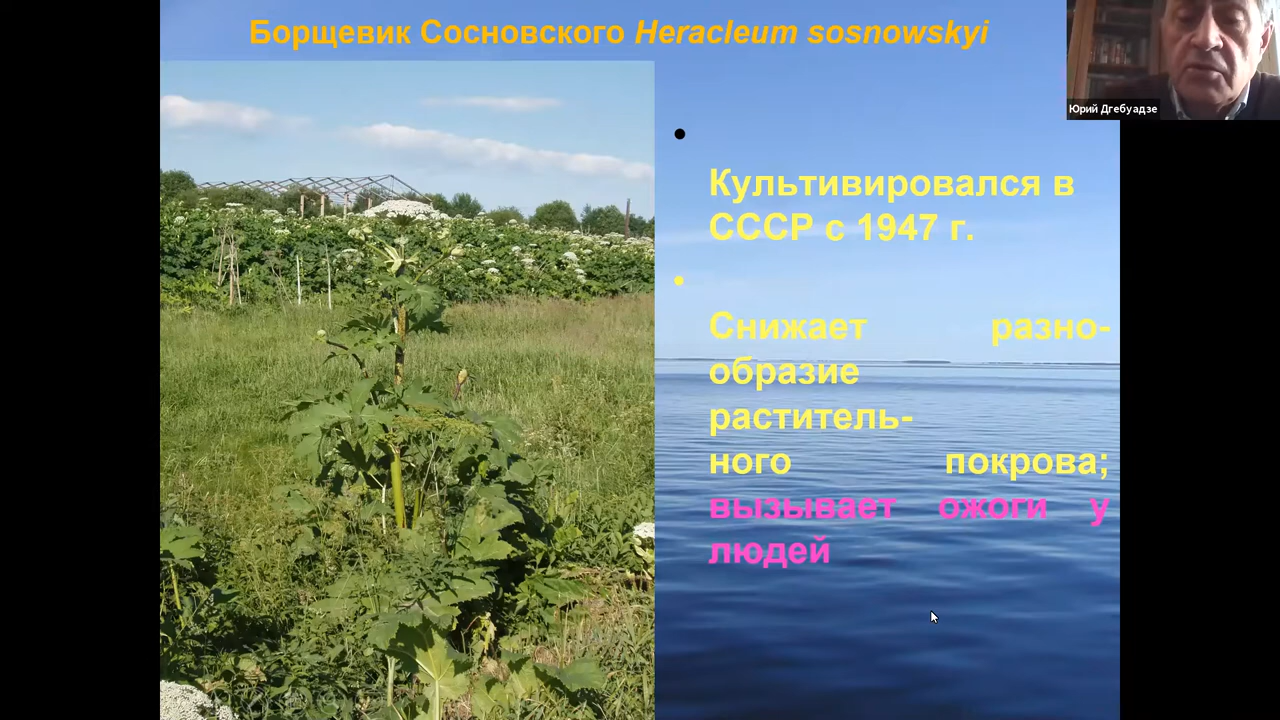 Борщевик Сосновского Heracleum sosnowskyi
Юрий Дгебуадзе
Культивировался в
СССР с 1947 г.
Снижает разно-
образие
раститель-
ного покрова;
вызывает ожоги у
людей